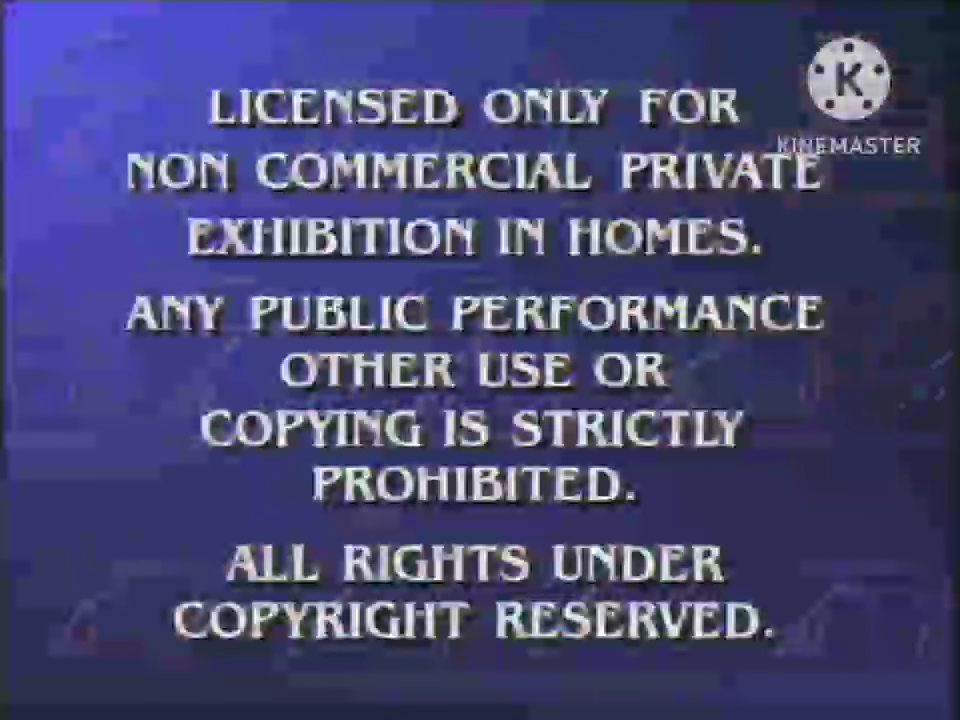 LICENSED ONLY FOR
NON COMMERCIAL PRIVATE
EXHIBITION IN HOMES.
ANY PUBLIC PERFORMANCE
OTHER USE OR
COPYING IS STRICTLY
PROHIBITED.
ALL RIGHTS UNDER
COPYRIGHT RESERVED.
K
KINEMASTER